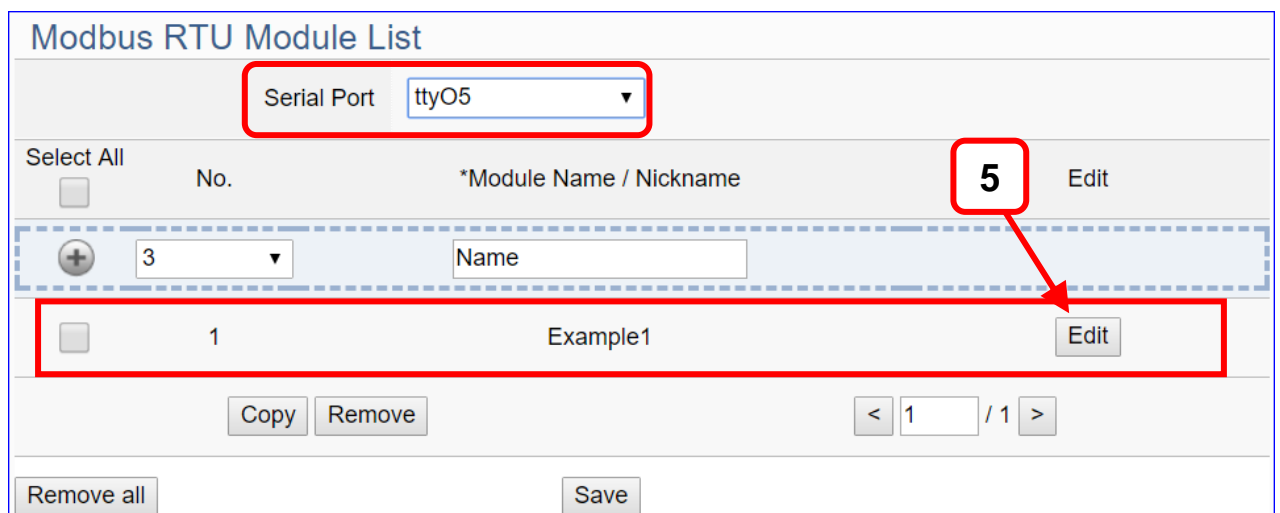 Modbus RTU Module List
Serial Port ttyO5
Select All No. *Module Name / Nickname 5 Edit
3 Name
1 Example1 Edit
Copy Remove < 1 / 1 >
Remove all Save